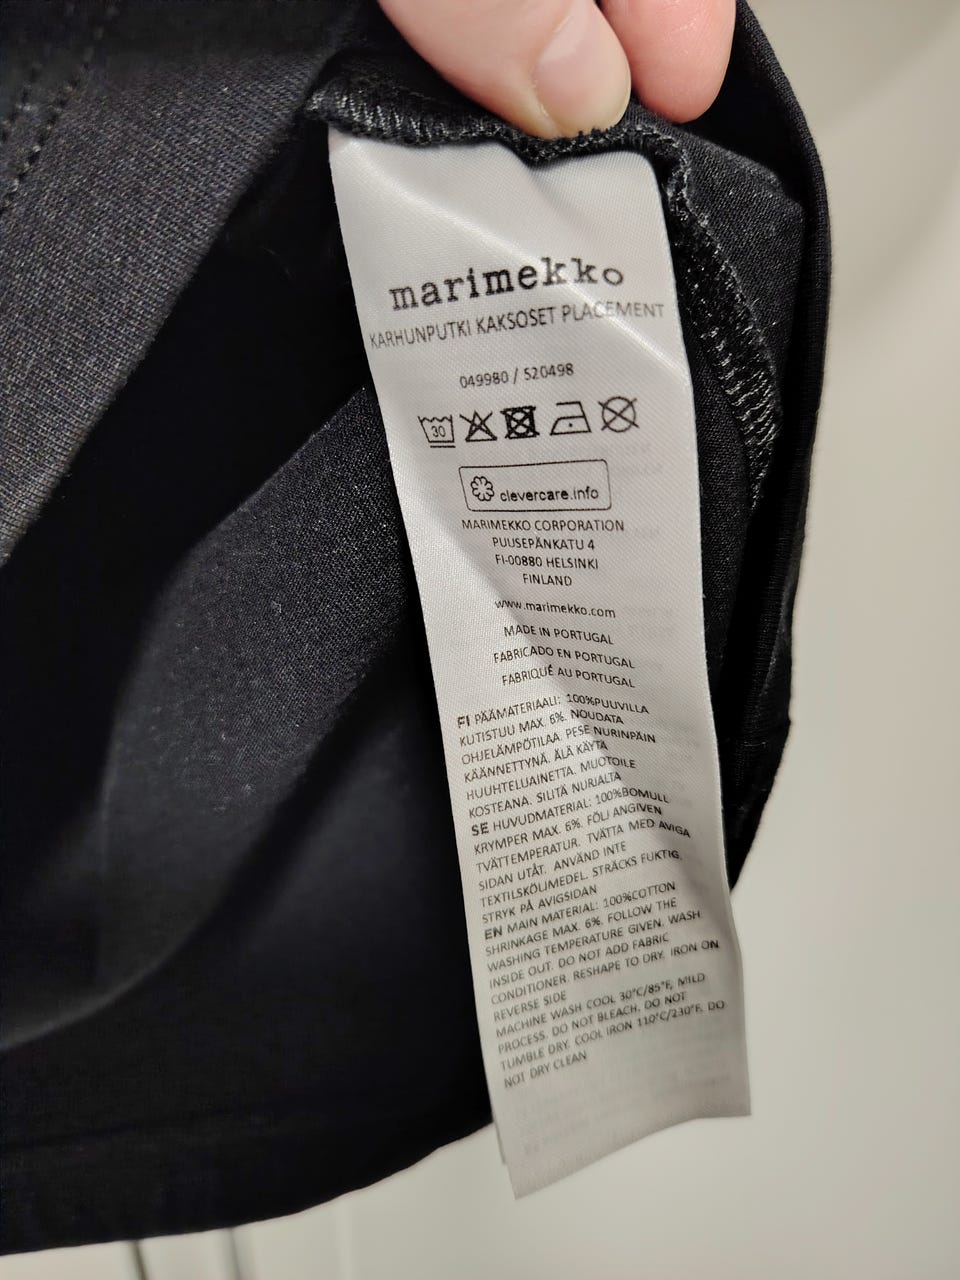 marimekko
KARHUNPUTKI KAKSOSET PLACEMENT
049980 / 520498
30
clevercare.info
MARIMEKKO CORPORATION
PUUSEPÄNKATU 4
FI-00880 HELSINKI
FINLAND
www.marimekko.com
MADE IN PORTUGAL
FABRICADO EN PORTUGAL
FABRIQUÉ AU PORTUGAL
FI PÄÄMATERIAALI: 100%PUUVILLA
KUTISTUU MAX. 6%. NOUDATA
OHJELÄMPÖTILAA. PESE NURINPÄIN
KÄÄNNETTYNÄ. ÄLÄ KÄYTÄ
HUUHTELUAINETTA. MUOTOILE
KOSTEANA. SILITÄ NURJALTA
SE HUVUDMATERIAL: 100%BOMULL
KRYMPER MAX. 6%. FÖLJ ANGIVEN
TVÄTTEMPERATUR. TVÄTTA MED AVIGA
SIDAN UTÅT. ANVÄND INTE
TEXTILSKÖLJMEDEL. STRÄCKS FUKTIG.
STRYK PÅ AVIGSIDAN
EN MAIN MATERIAL: 100%COTTON
SHRINKAGE MAX. 6%. FOLLOW THE
WASHING TEMPERATURE GIVEN. WASH
INSIDE OUT. DO NOT ADD FABRIC
CONDITIONER. RESHAPE TO DRY. IRON ON
REVERSE SIDE
MACHINE WASH COOL 30°C/85°F, MILD
PROCESS. DO NOT BLEACH. DO NOT
TUMBLE DRY. COOL IRON 110°C/230°F. DO
NOT DRY CLEAN